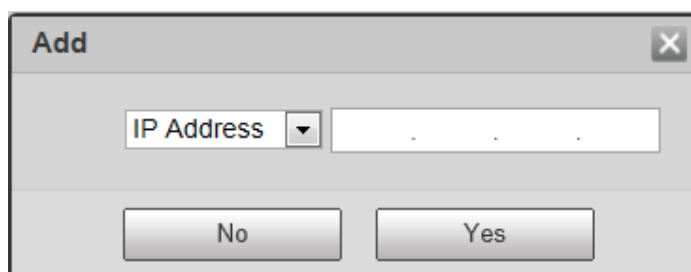 Add
IP Address . . .
No Yes